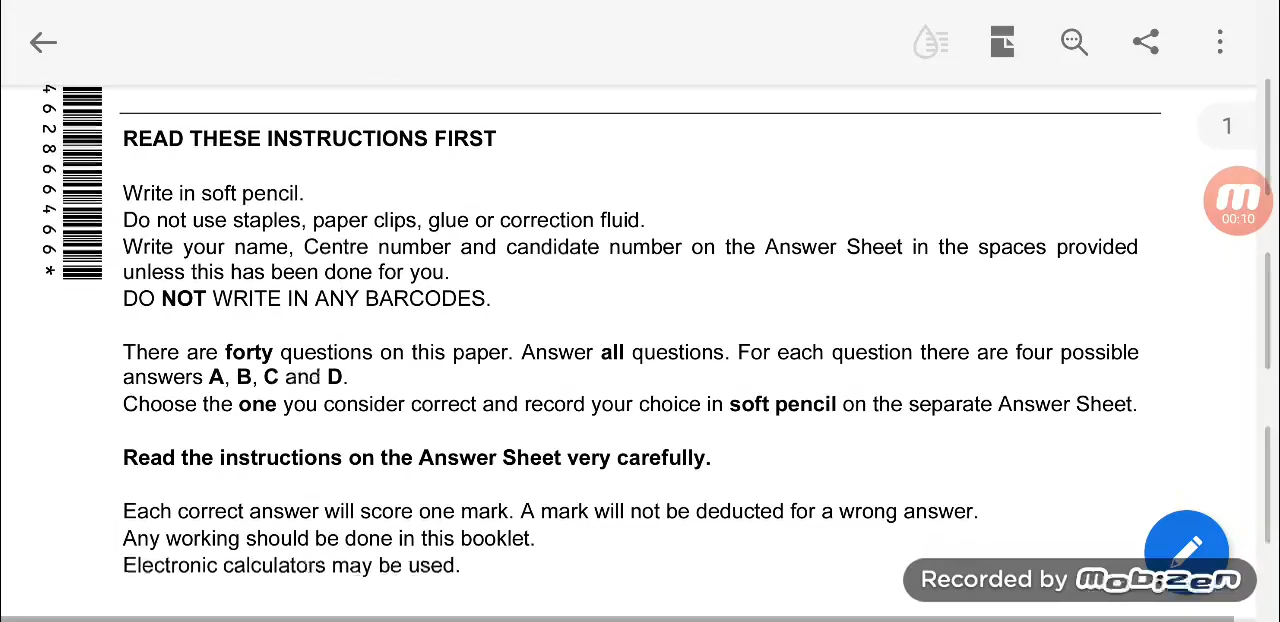 1
462866466*
READ THESE INSTRUCTIONS FIRST
00:10
Write in soft pencil.
Do not use staples, paper clips, glue or correction fluid.
Write your name, Centre number and candidate number on the Answer Sheet in the spaces provided
unless this has been done for you.
DO NOT WRITE IN ANY BARCODES.
There are forty questions on this paper. Answer all questions. For each question there are four possible
answers A, B, C and D.
Choose the one you consider correct and record your choice in soft pencil on the separate Answer Sheet.
Read the instructions on the Answer Sheet very carefully.
Each correct answer will score one mark. A mark will not be deducted for a wrong answer.
Any working should be done in this booklet.
Electronic calculators may be used.
Recorded by Mobizen